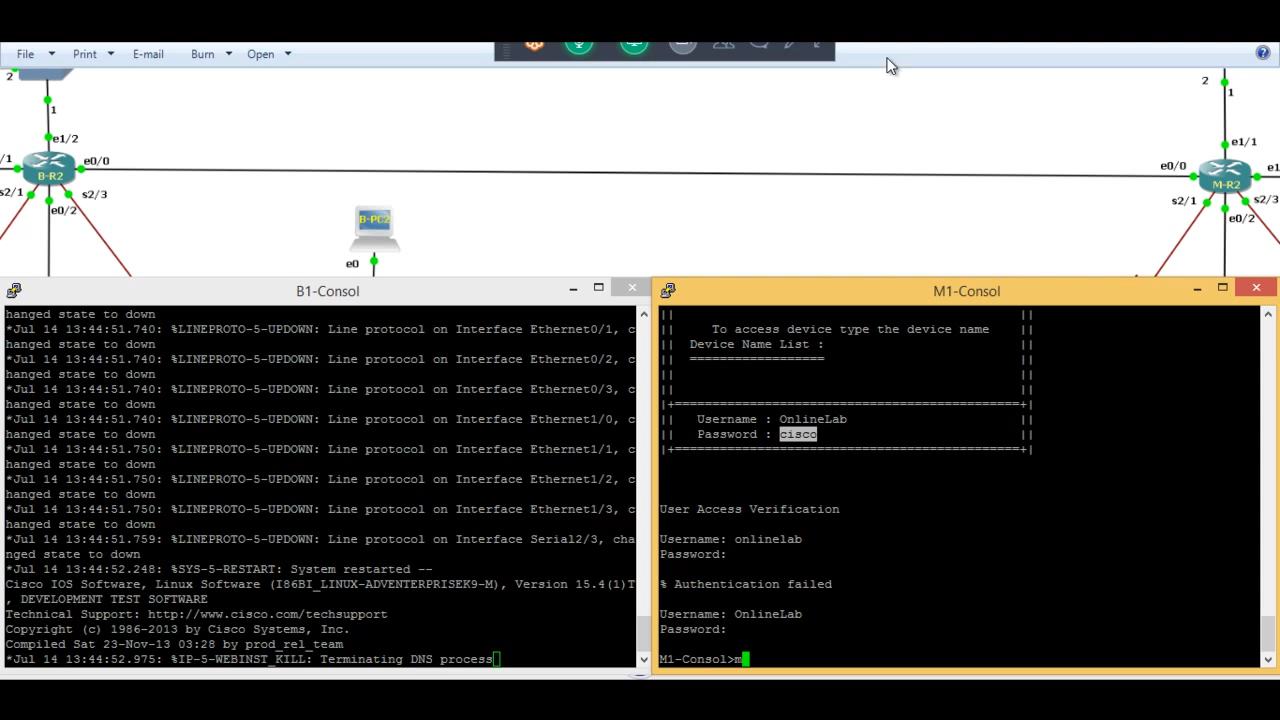 File Print E-mail Burn Open
2
1
e1/2
/1
e0/0
B-R2
s2/1
s2/3
e0/2
B-PC2
e0
2
1
e1/1
e0/0
e1
M-R2
s2/1
s2/3
e0/2
B1-Consol
hanged state to down
*Jul 14 13:44:51.740: %LINEPROTO-5-UPDOWN: Line protocol on Interface Ethernet0/1, c
hanged state to down
*Jul 14 13:44:51.740: %LINEPROTO-5-UPDOWN: Line protocol on Interface Ethernet0/2, c
hanged state to down
*Jul 14 13:44:51.740: %LINEPROTO-5-UPDOWN: Line protocol on Interface Ethernet0/3, c
hanged state to down
*Jul 14 13:44:51.740: %LINEPROTO-5-UPDOWN: Line protocol on Interface Ethernet1/0, c
hanged state to down
*Jul 14 13:44:51.750: %LINEPROTO-5-UPDOWN: Line protocol on Interface Ethernet1/1, c
hanged state to down
*Jul 14 13:44:51.750: %LINEPROTO-5-UPDOWN: Line protocol on Interface Ethernet1/2, c
hanged state to down
*Jul 14 13:44:51.750: %LINEPROTO-5-UPDOWN: Line protocol on Interface Ethernet1/3, c
hanged state to down
*Jul 14 13:44:51.759: %LINEPROTO-5-UPDOWN: Line protocol on Interface Serial2/3, cha
nged state to down
*Jul 14 13:44:52.248: %SYS-5-RESTART: System restarted --
Cisco IOS Software, Linux Software (I86BI_LINUX-ADVENTERPRISEK9-M), Version 15.4(1)T
, DEVELOPMENT TEST SOFTWARE
Technical Support: http://www.cisco.com/techsupport
Copyright (c) 1986-2013 by Cisco Systems, Inc.
Compiled Sat 23-Nov-13 03:28 by prod_rel_team
*Jul 14 13:44:52.975: %IP-5-WEBINST_KILL: Terminating DNS process
M1-Consol
|| ||
|| To access device type the device name ||
|| Device Name List : ||
|| ================== ||
|| ||
|| ||
|+==============================================+|
|| Username : OnlineLab ||
|| Password : cisco ||
|+==============================================+|
User Access Verification
Username: onlinelab
Password:
% Authentication failed
Username: OnlineLab
Password:
M1-Consol>m